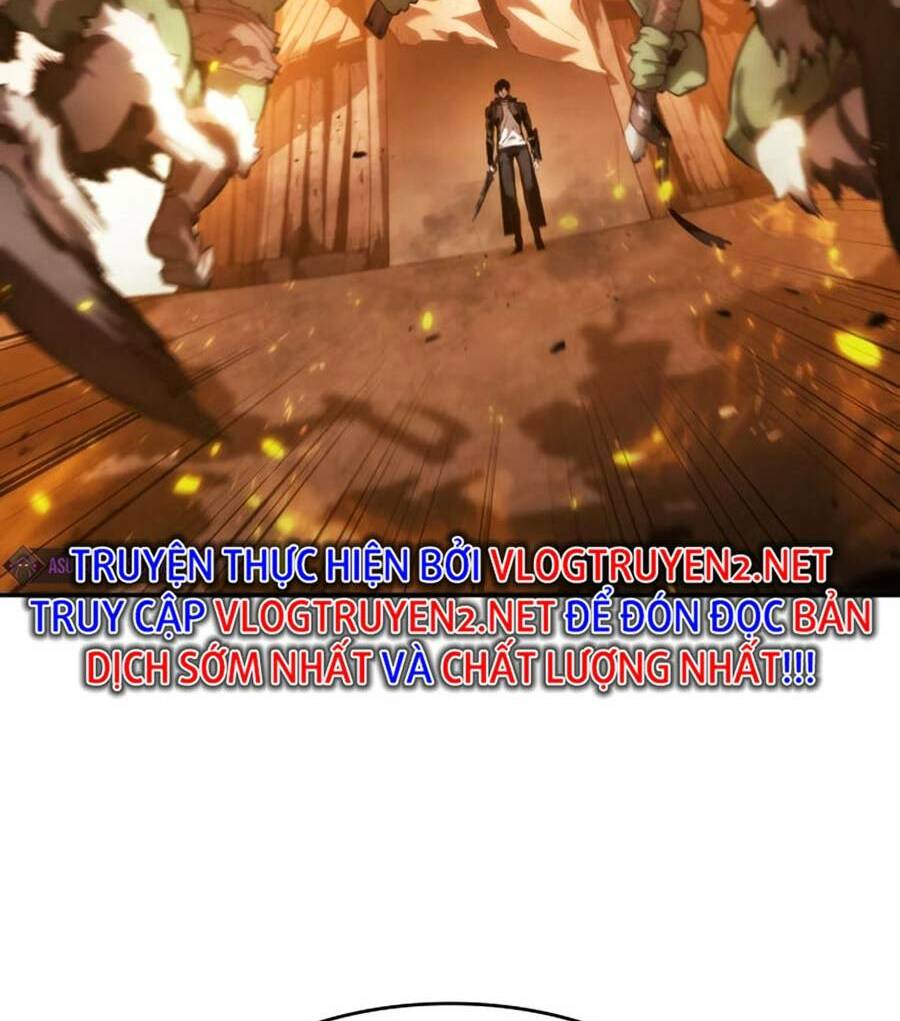 TRUYỆN THỰC HIỆN BỞI VLOGTRUYEN2.NET
TRUY CẬP VLOGTRUYEN2.NET ĐỂ ĐÓN ĐỌC BẢN
DỊCH SỚM NHẤT VÀ CHẤT LƯỢNG NHẤT!!!